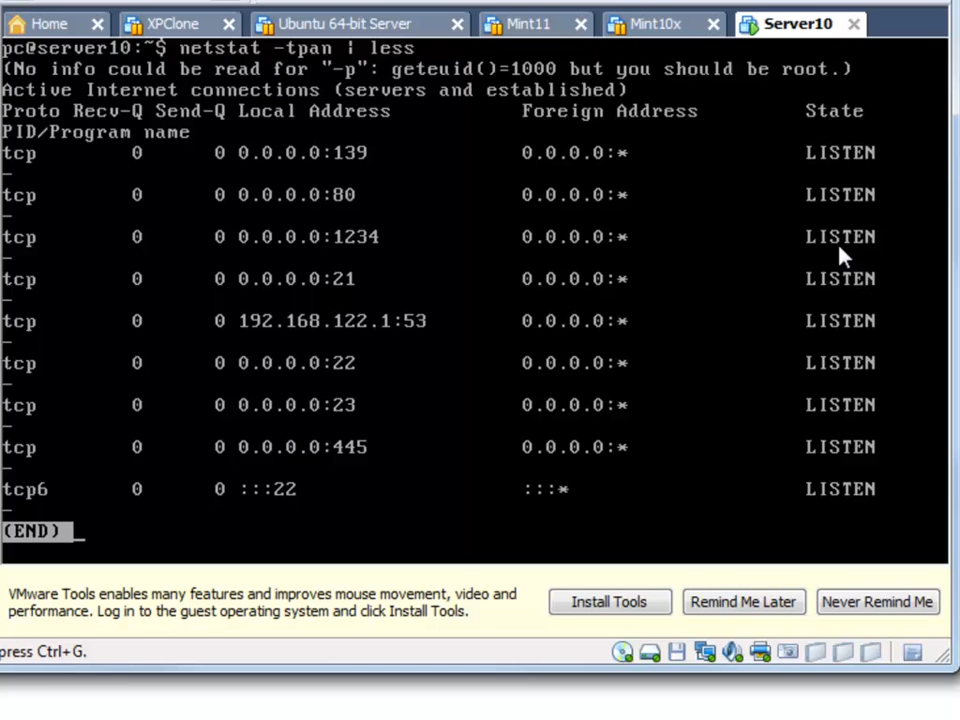 Home XPClone Ubuntu 64-bit Server Mint11 Mint10x Server10
pc@server10:~$ netstat -tpan | less
(No info could be read for "-p": geteuid()=1000 but you should be root.)
Active Internet connections (servers and established)
Proto Recv-Q Send-Q Local Address Foreign Address State
PID/Program name
tcp 0 0 0.0.0.0:139 0.0.0.0:* LISTEN
-
tcp 0 0 0.0.0.0:80 0.0.0.0:* LISTEN
-
tcp 0 0 0.0.0.0:1234 0.0.0.0:* LISTEN
-
tcp 0 0 0.0.0.0:21 0.0.0.0:* LISTEN
-
tcp 0 0 192.168.122.1:53 0.0.0.0:* LISTEN
-
tcp 0 0 0.0.0.0:22 0.0.0.0:* LISTEN
-
tcp 0 0 0.0.0.0:23 0.0.0.0:* LISTEN
-
tcp 0 0 0.0.0.0:445 0.0.0.0:* LISTEN
-
tcp6 0 0 :::22 :::* LISTEN
-
(END)
VMware Tools enables many features and improves mouse movement, video and
performance. Log in to the guest operating system and click Install Tools.
Install Tools Remind Me Later Never Remind Me
press Ctrl+G.